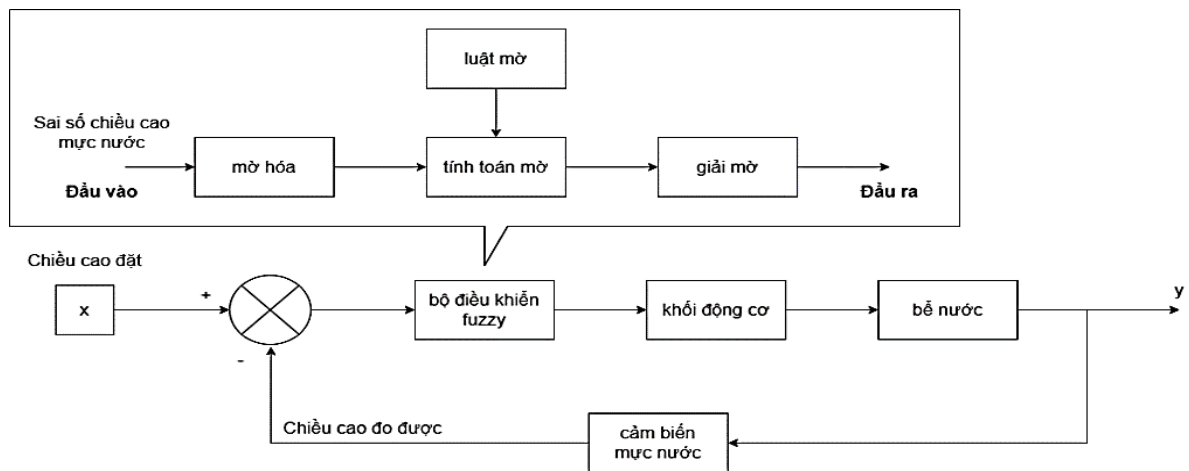 luật mờ
Sai số chiều cao
mực nước
mờ hóa
tính toán mờ
giải mờ
Đầu vào
Đầu ra
Chiều cao đặt
x
+
-
bộ điều khiển
fuzzy
khối động cơ
bể nước
y
Chiều cao đo được
cảm biến
mực nước